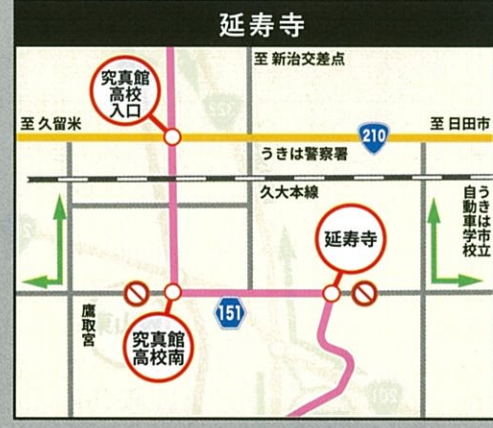 延寿寺
至 新治交差点
究真館
高校
入口
至 久留米
210
至 日田市
うきは警察署
久大本線
うきは市立
自動車学校
延寿寺
151
鷹取宮
究真館
高校南